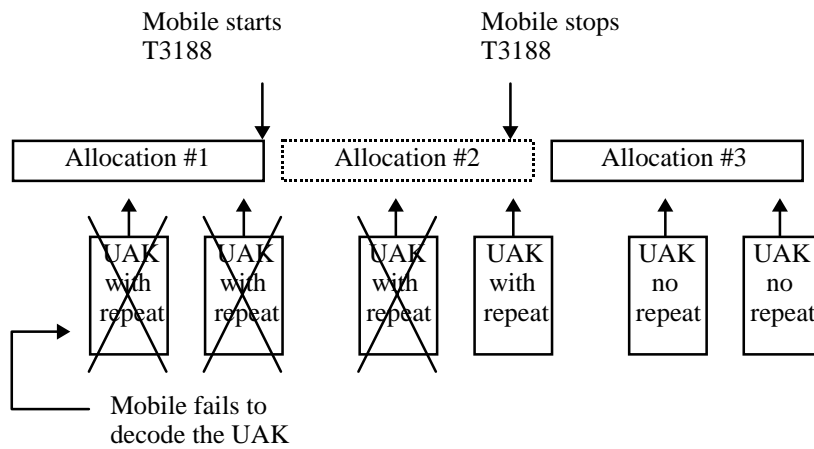 Mobile starts
T3188
Mobile stops
T3188
Allocation #1
Allocation #2
Allocation #3
UAK
with
repeat
UAK
with
repeat
UAK
with
repeat
UAK
with
repeat
UAK
no
repeat
UAK
no
repeat
Mobile fails to
decode the UAK